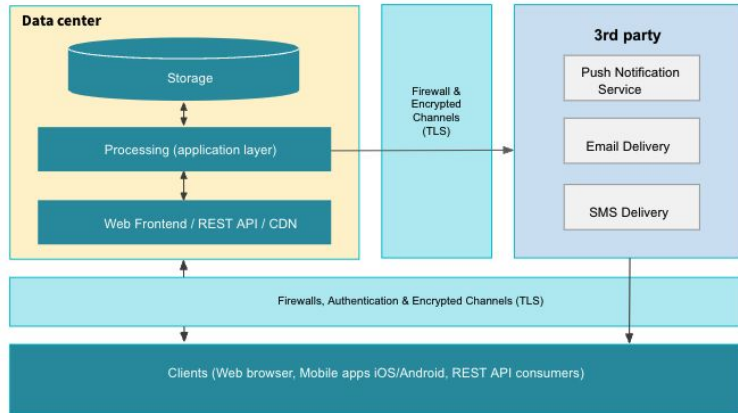 Data center
Storage
Processing (application layer)
Web Frontend / REST API / CDN
Firewall &
Encrypted
Channels
(TLS)
3rd party
Push Notification
Service
Email Delivery
SMS Delivery
Firewalls, Authentication & Encrypted Channels (TLS)
Clients (Web browser, Mobile apps iOS/Android, REST API consumers)